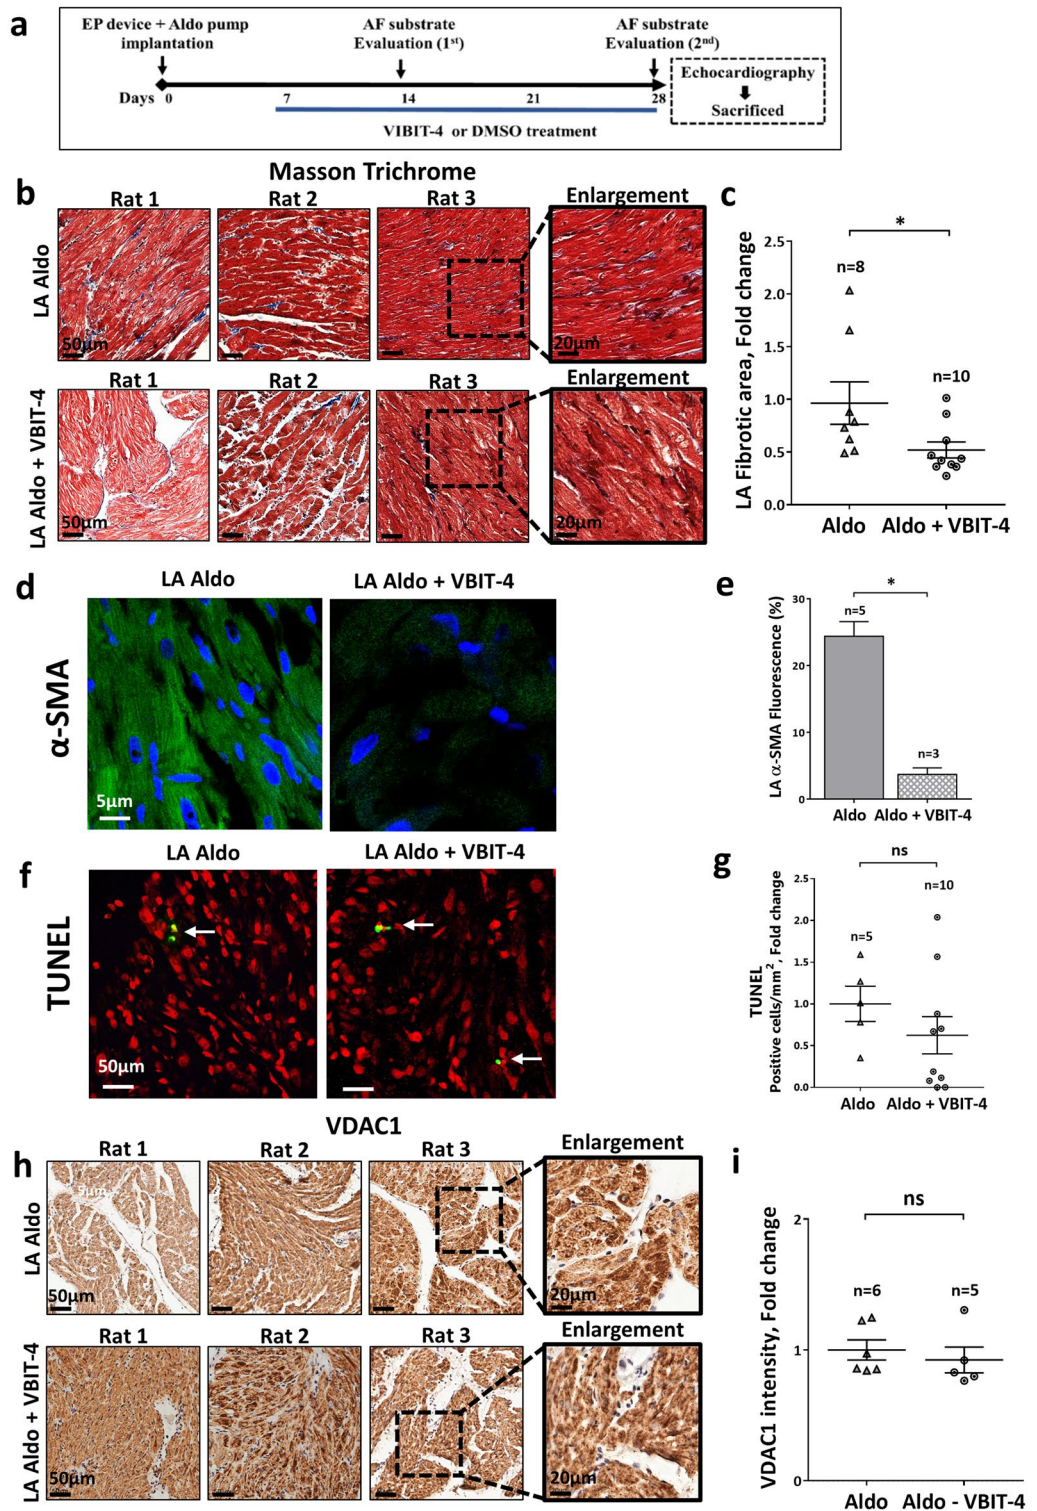 a
EP device + Aldo pump
implantation
AF substrate
Evaluation (1st)
AF substrate
Evaluation (2nd)
Days 0 7 14 21 28
VIBIT-4 or DMSO treatment
Echocardiography
Sacrificed
b
Masson Trichrome
Rat 1 Rat 2 Rat 3 Enlargement
LA Aldo
50µm
20µm
Rat 1 Rat 2 Rat 3 Enlargement
LA Aldo + VBIT-4
50µm
20µm
c
LA Fibrotic area, Fold change
*
2.5
2.0
1.5
1.0
0.5
0.0
n=8
n=10
Aldo Aldo + VBIT-4
d
LA Aldo LA Aldo + VBIT-4
α-SMA
5µm
e
LA α-SMA Fluorescence (%)
*
30
20
10
0
n=5
n=3
Aldo Aldo + VBIT-4
f
LA Aldo LA Aldo + VBIT-4
TUNEL
50µm
g
TUNEL
Positive cells/mm², Fold change
ns
2.5
2.0
1.5
1.0
0.5
0.0
n=5
n=10
Aldo Aldo + VBIT-4
VDAC1
h
Rat 1 Rat 2 Rat 3 Enlargement
LA Aldo
50µm
20µm
Rat 1 Rat 2 Rat 3 Enlargement
LA Aldo + VBIT-4
50µm
20µm
i
VDAC1 intensity, Fold change
ns
2
1
0
n=6
n=5
Aldo Aldo - VBIT-4